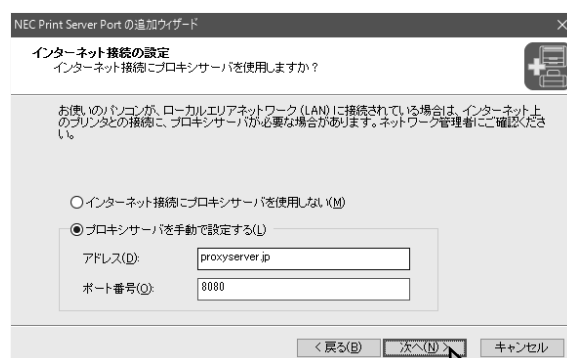 NEC Print Server Port の追加ウィザード
インターネット接続の設定
インターネット接続にプロキシサーバを使用しますか？
お使いのパソコンが、ローカルエリアネットワーク(LAN)に接続されている場合は、インターネット上
のプリンタとの接続に、プロキシサーバが必要な場合があります。ネットワーク管理者にご確認くださ
い。
インターネット接続にプロキシサーバを使用しない(M)
プロキシサーバを手動で設定する(L)
アドレス(D): proxyserver.jp
ポート番号(O): 8080
< 戻る(B) 次へ(N) > キャンセル